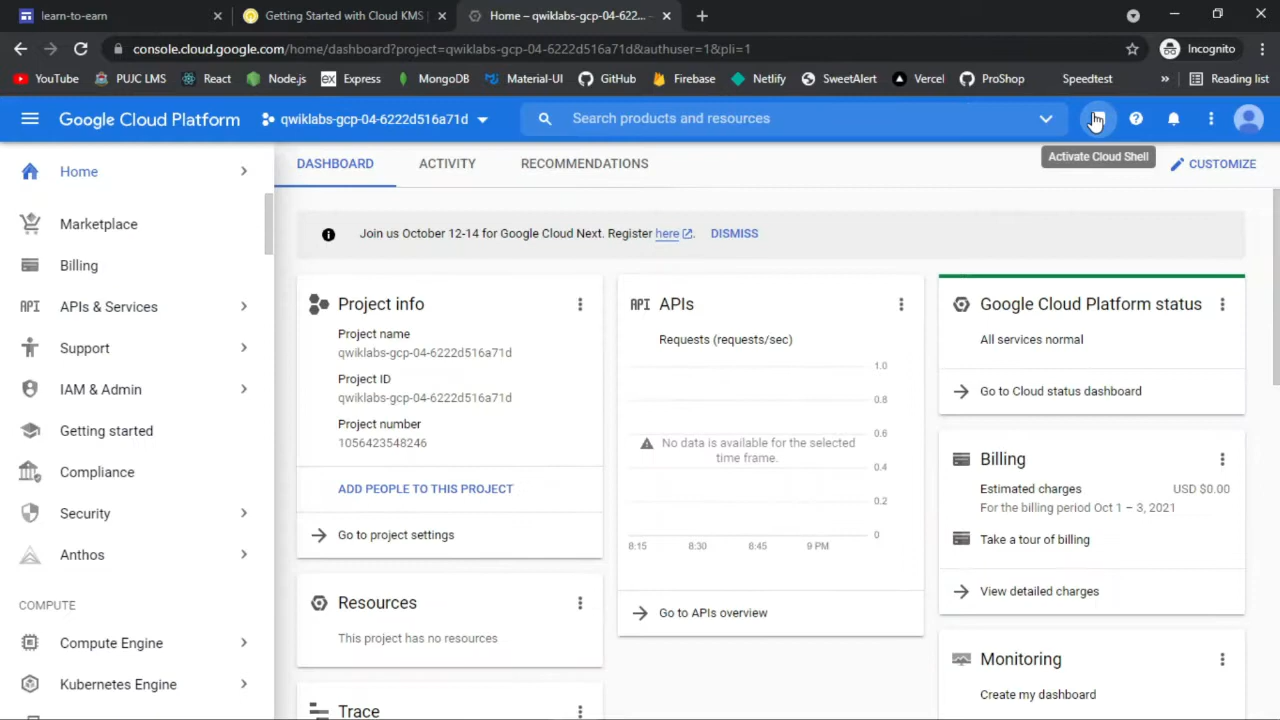 learn-to-earn
Getting Started with Cloud KMS
Home – qwiklabs-gcp-04-622...
console.cloud.google.com/home/dashboard?project=qwiklabs-gcp-04-6222d516a71d&authuser=1&pli=1
Incognito
YouTube PUJC LMS React Node.js ex Express MongoDB Material-UI GitHub Firebase Netlify SweetAlert Vercel ProShop Speedtest » Reading list
Google Cloud Platform
qwiklabs-gcp-04-6222d516a71d
Search products and resources
Activate Cloud Shell
Home
Marketplace
Billing
API APIs & Services
Support
IAM & Admin
Getting started
Compliance
Security
Anthos
COMPUTE
Compute Engine
Kubernetes Engine
DASHBOARD ACTIVITY RECOMMENDATIONS
CUSTOMIZE
Join us October 12-14 for Google Cloud Next. Register here. DISMISS
Project info
Project name
qwiklabs-gcp-04-6222d516a71d
Project ID
qwiklabs-gcp-04-6222d516a71d
Project number
1056423548246
ADD PEOPLE TO THIS PROJECT
Go to project settings
Resources
This project has no resources
Trace
API APIs
Requests (requests/sec)
1.0
0.8
0.6
0.4
0.2
0
No data is available for the selected
time frame.
8:15 8:30 8:45 9 PM
Go to APIs overview
Google Cloud Platform status
All services normal
Go to Cloud status dashboard
Billing
Estimated charges USD $0.00
For the billing period Oct 1 – 3, 2021
Take a tour of billing
View detailed charges
Monitoring
Create my dashboard